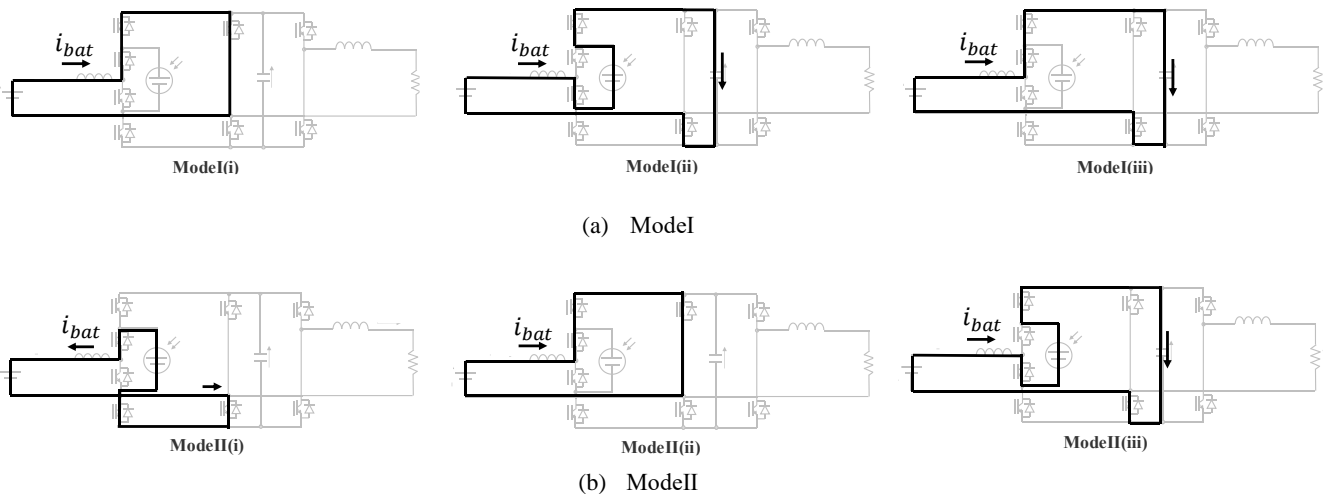 i_bat
i_bat
i_bat
ModeI(i)
ModeI(ii)
ModeI(iii)
(a) ModeI
i_bat
i_bat
i_bat
ModeII(i)
ModeII(ii)
ModeII(iii)
(b) ModeII